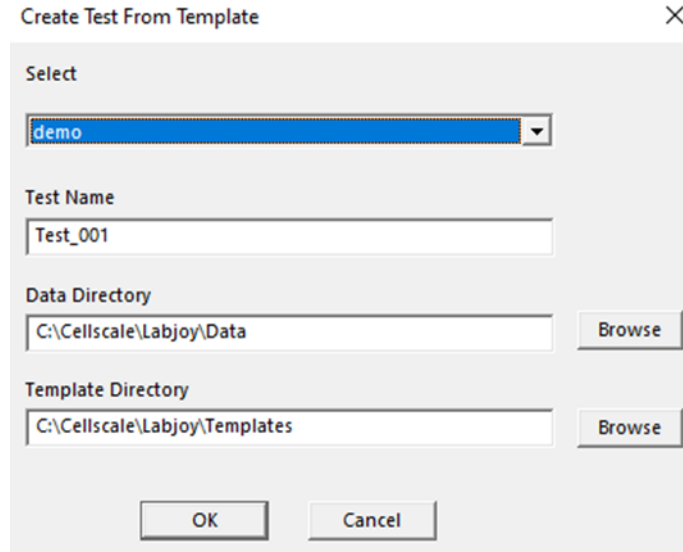 Create Test From Template
Select
demo
Test Name
Test_001
Data Directory
C:\Cellscale\Labjoy\Data
Browse
Template Directory
C:\Cellscale\Labjoy\Templates
Browse
OK
Cancel